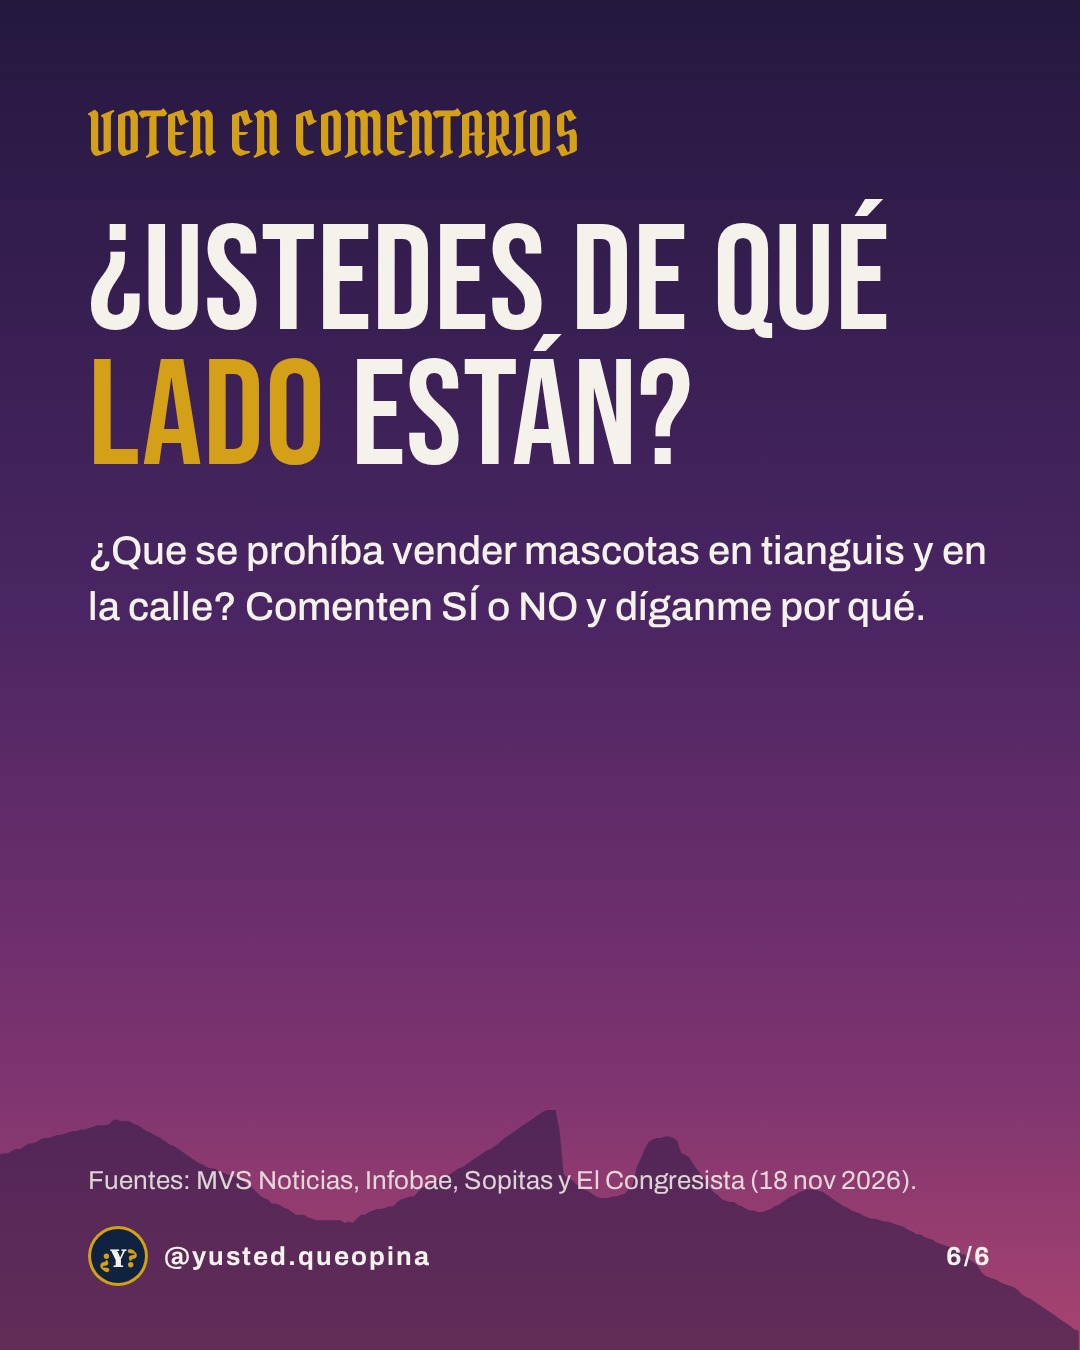 VOTEN EN COMENTARIOS
¿USTEDES DE QUÉ
LADO ESTÁN?
¿Que se prohíba vender mascotas en tianguis y en
la calle? Comenten SÍ o NO y díganme por qué.
Fuentes: MVS Noticias, Infobae, Sopitas y El Congresista (18 nov 2026).
¿Y?
@yusted.queopina
6/6